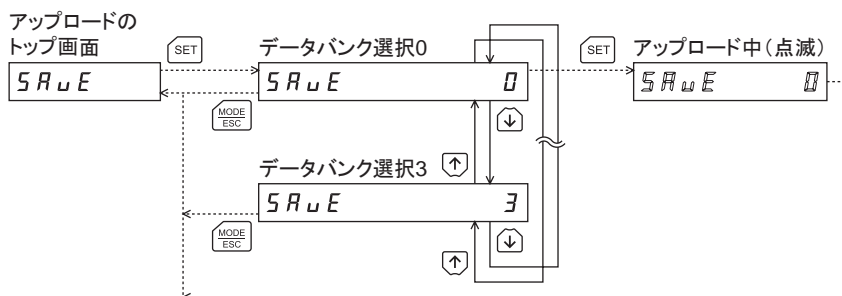 アップロードの
トップ画面
SET
データバンク選択0
SET
アップロード中（点滅）
SAvE
SAvE 0
SAvE 0
MODE
ESC
データバンク選択3
SAvE 3
MODE
ESC